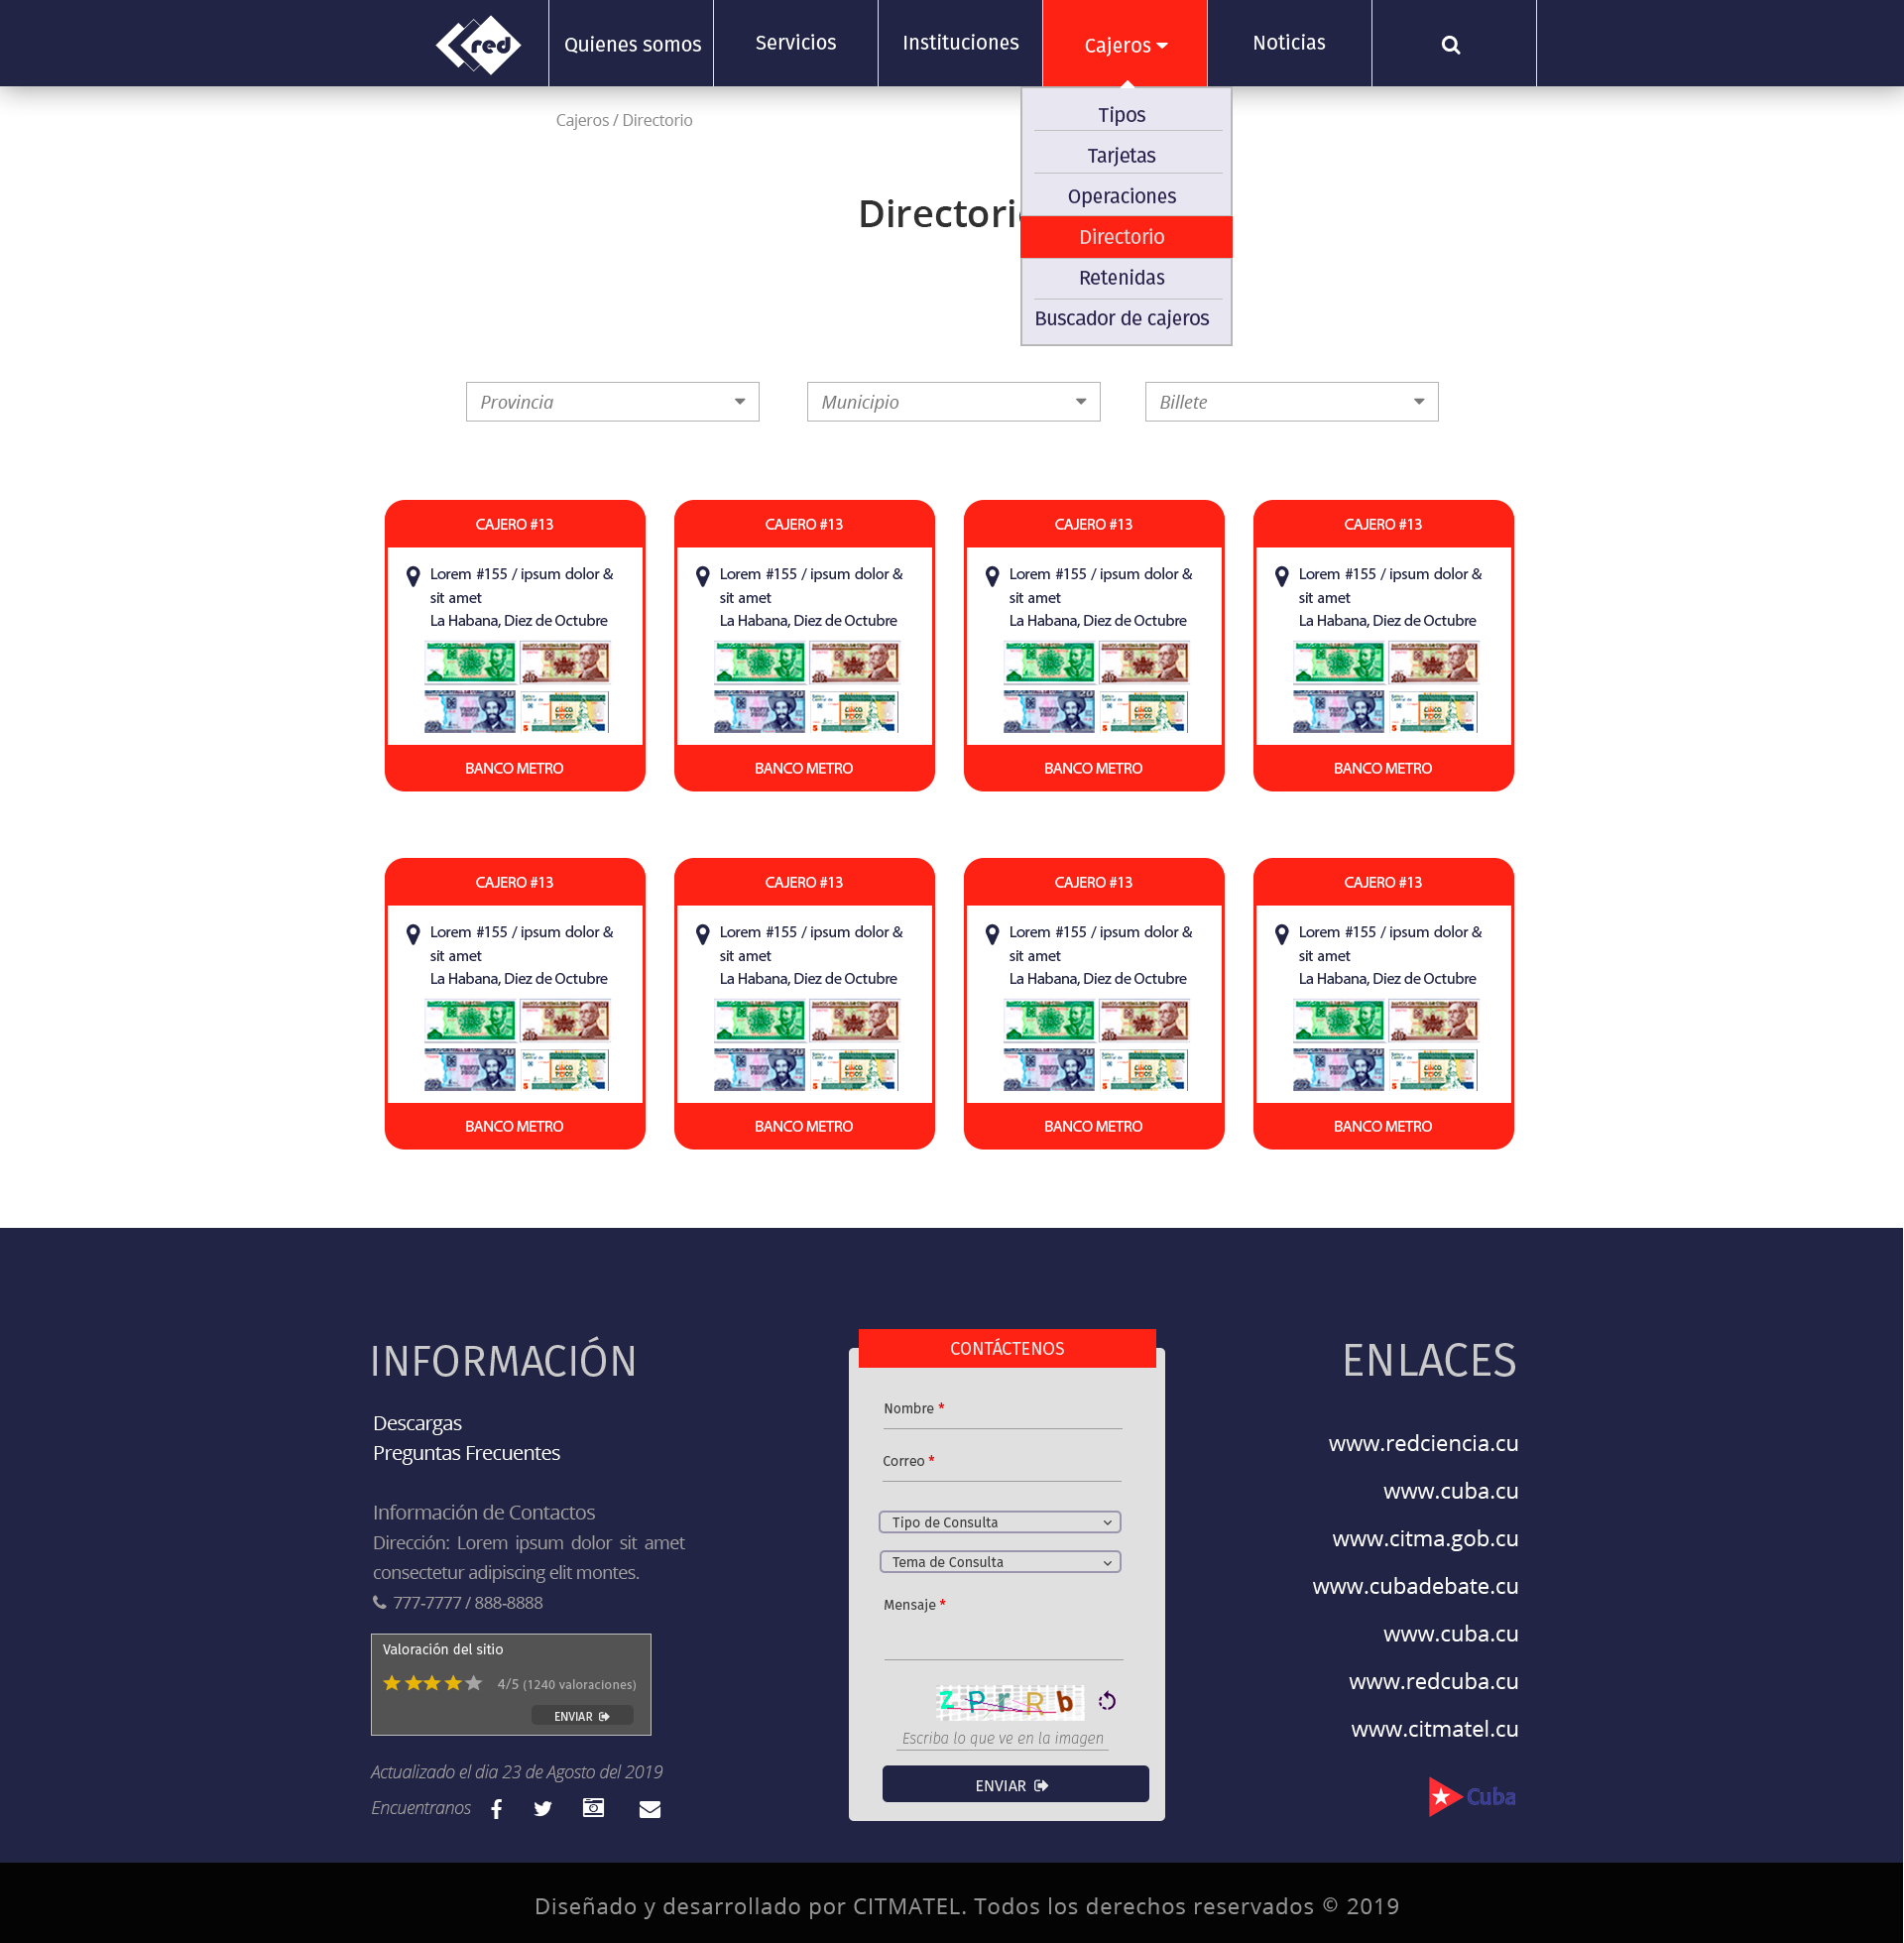 red
Quienes somos
Servicios
Instituciones
Cajeros
Noticias
Cajeros / Directorio
Tipos
Tarjetas
Operaciones
Directorio
Retenidas
Buscador de cajeros
Directori
Provincia
Municipio
Billete
CAJERO #13
Lorem #155 / ipsum dolor &
sit amet
La Habana, Diez de Octubre
BANCO METRO
CAJERO #13
Lorem #155 / ipsum dolor &
sit amet
La Habana, Diez de Octubre
BANCO METRO
CAJERO #13
Lorem #155 / ipsum dolor &
sit amet
La Habana, Diez de Octubre
BANCO METRO
CAJERO #13
Lorem #155 / ipsum dolor &
sit amet
La Habana, Diez de Octubre
BANCO METRO
CAJERO #13
Lorem #155 / ipsum dolor &
sit amet
La Habana, Diez de Octubre
BANCO METRO
CAJERO #13
Lorem #155 / ipsum dolor &
sit amet
La Habana, Diez de Octubre
BANCO METRO
CAJERO #13
Lorem #155 / ipsum dolor &
sit amet
La Habana, Diez de Octubre
BANCO METRO
CAJERO #13
Lorem #155 / ipsum dolor &
sit amet
La Habana, Diez de Octubre
BANCO METRO
INFORMACIÓN
Descargas
Preguntas Frecuentes
Información de Contactos
Dirección: Lorem ipsum dolor sit amet
consectetur adipiscing elit montes.
777-7777 / 888-8888
Valoración del sitio
4/5 (1240 valoraciones)
ENVIAR
Actualizado el dia 23 de Agosto del 2019
Encuentranos
CONTÁCTENOS
Nombre *
Correo *
Tipo de Consulta
Tema de Consulta
Mensaje *
Z P r R b
Escriba lo que ve en la imagen
ENVIAR
ENLACES
www.redciencia.cu
www.cuba.cu
www.citma.gob.cu
www.cubadebate.cu
www.cuba.cu
www.redcuba.cu
www.citmatel.cu
Cuba
Diseñado y desarrollado por CITMATEL. Todos los derechos reservados © 2019